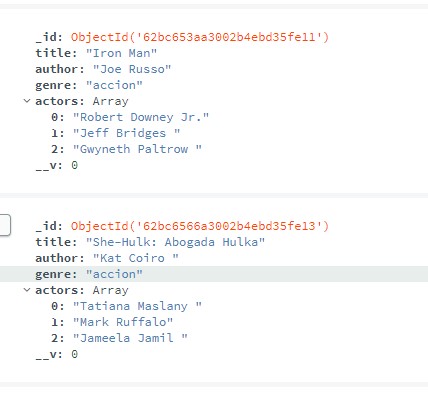 _id: ObjectId('62bc653aa3002b4ebd35fe11')
title: "Iron Man"
author: "Joe Russo"
genre: "accion"
actors: Array
0: "Robert Downey Jr."
1: "Jeff Bridges "
2: "Gwyneth Paltrow "
__v: 0
_id: ObjectId('62bc6566a3002b4ebd35fe13')
title: "She-Hulk: Abogada Hulka"
author: "Kat Coiro "
genre: "accion"
actors: Array
0: "Tatiana Maslany "
1: "Mark Ruffalo"
2: "Jameela Jamil "
__v: 0